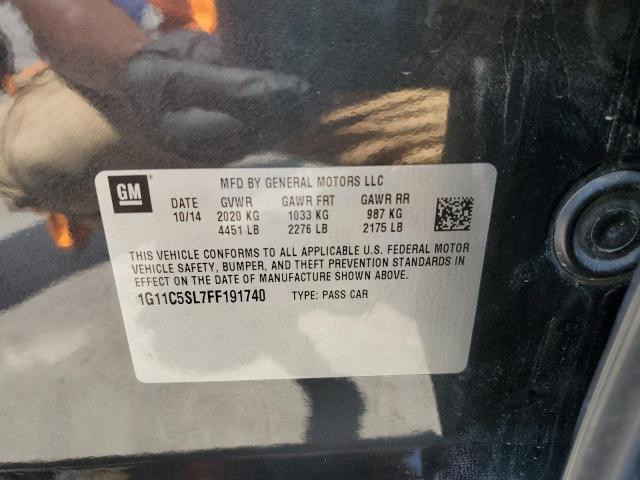 MFD BY GENERAL MOTORS LLC
GM
DATE GVWR GAWR FRT GAWR RR
10/14 2020 KG 1033 KG 987 KG
4451 LB 2276 LB 2175 LB
THIS VEHICLE CONFORMS TO ALL APPLICABLE U.S. FEDERAL MOTOR
VEHICLE SAFETY, BUMPER, AND THEFT PREVENTION STANDARDS IN
EFFECT ON THE DATE OF MANUFACTURE SHOWN ABOVE.
1G11C5SL7FF191740 TYPE: PASS CAR